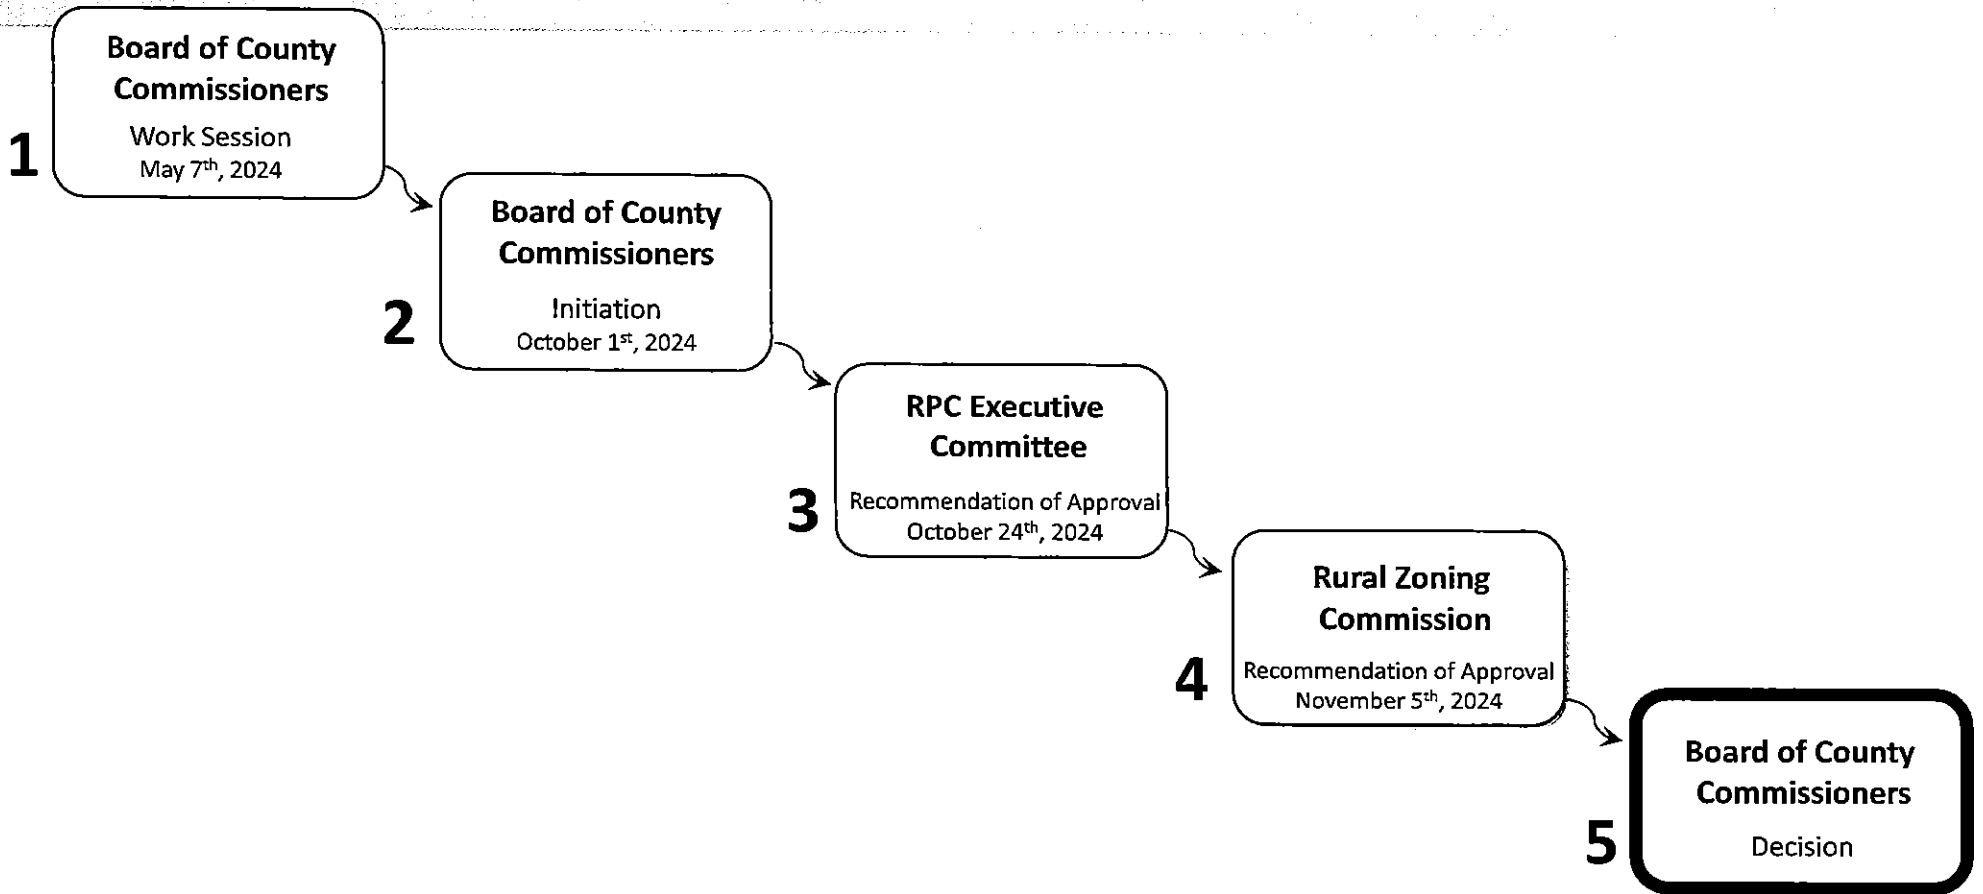 Board of County
Commissioners
Work Session
May 7th, 2024
1
Board of County
Commissioners
Initiation
October 1st, 2024
2
RPC Executive
Committee
Recommendation of Approval
October 24th, 2024
3
Rural Zoning
Commission
Recommendation of Approval
November 5th, 2024
4
Board of County
Commissioners
Decision
5